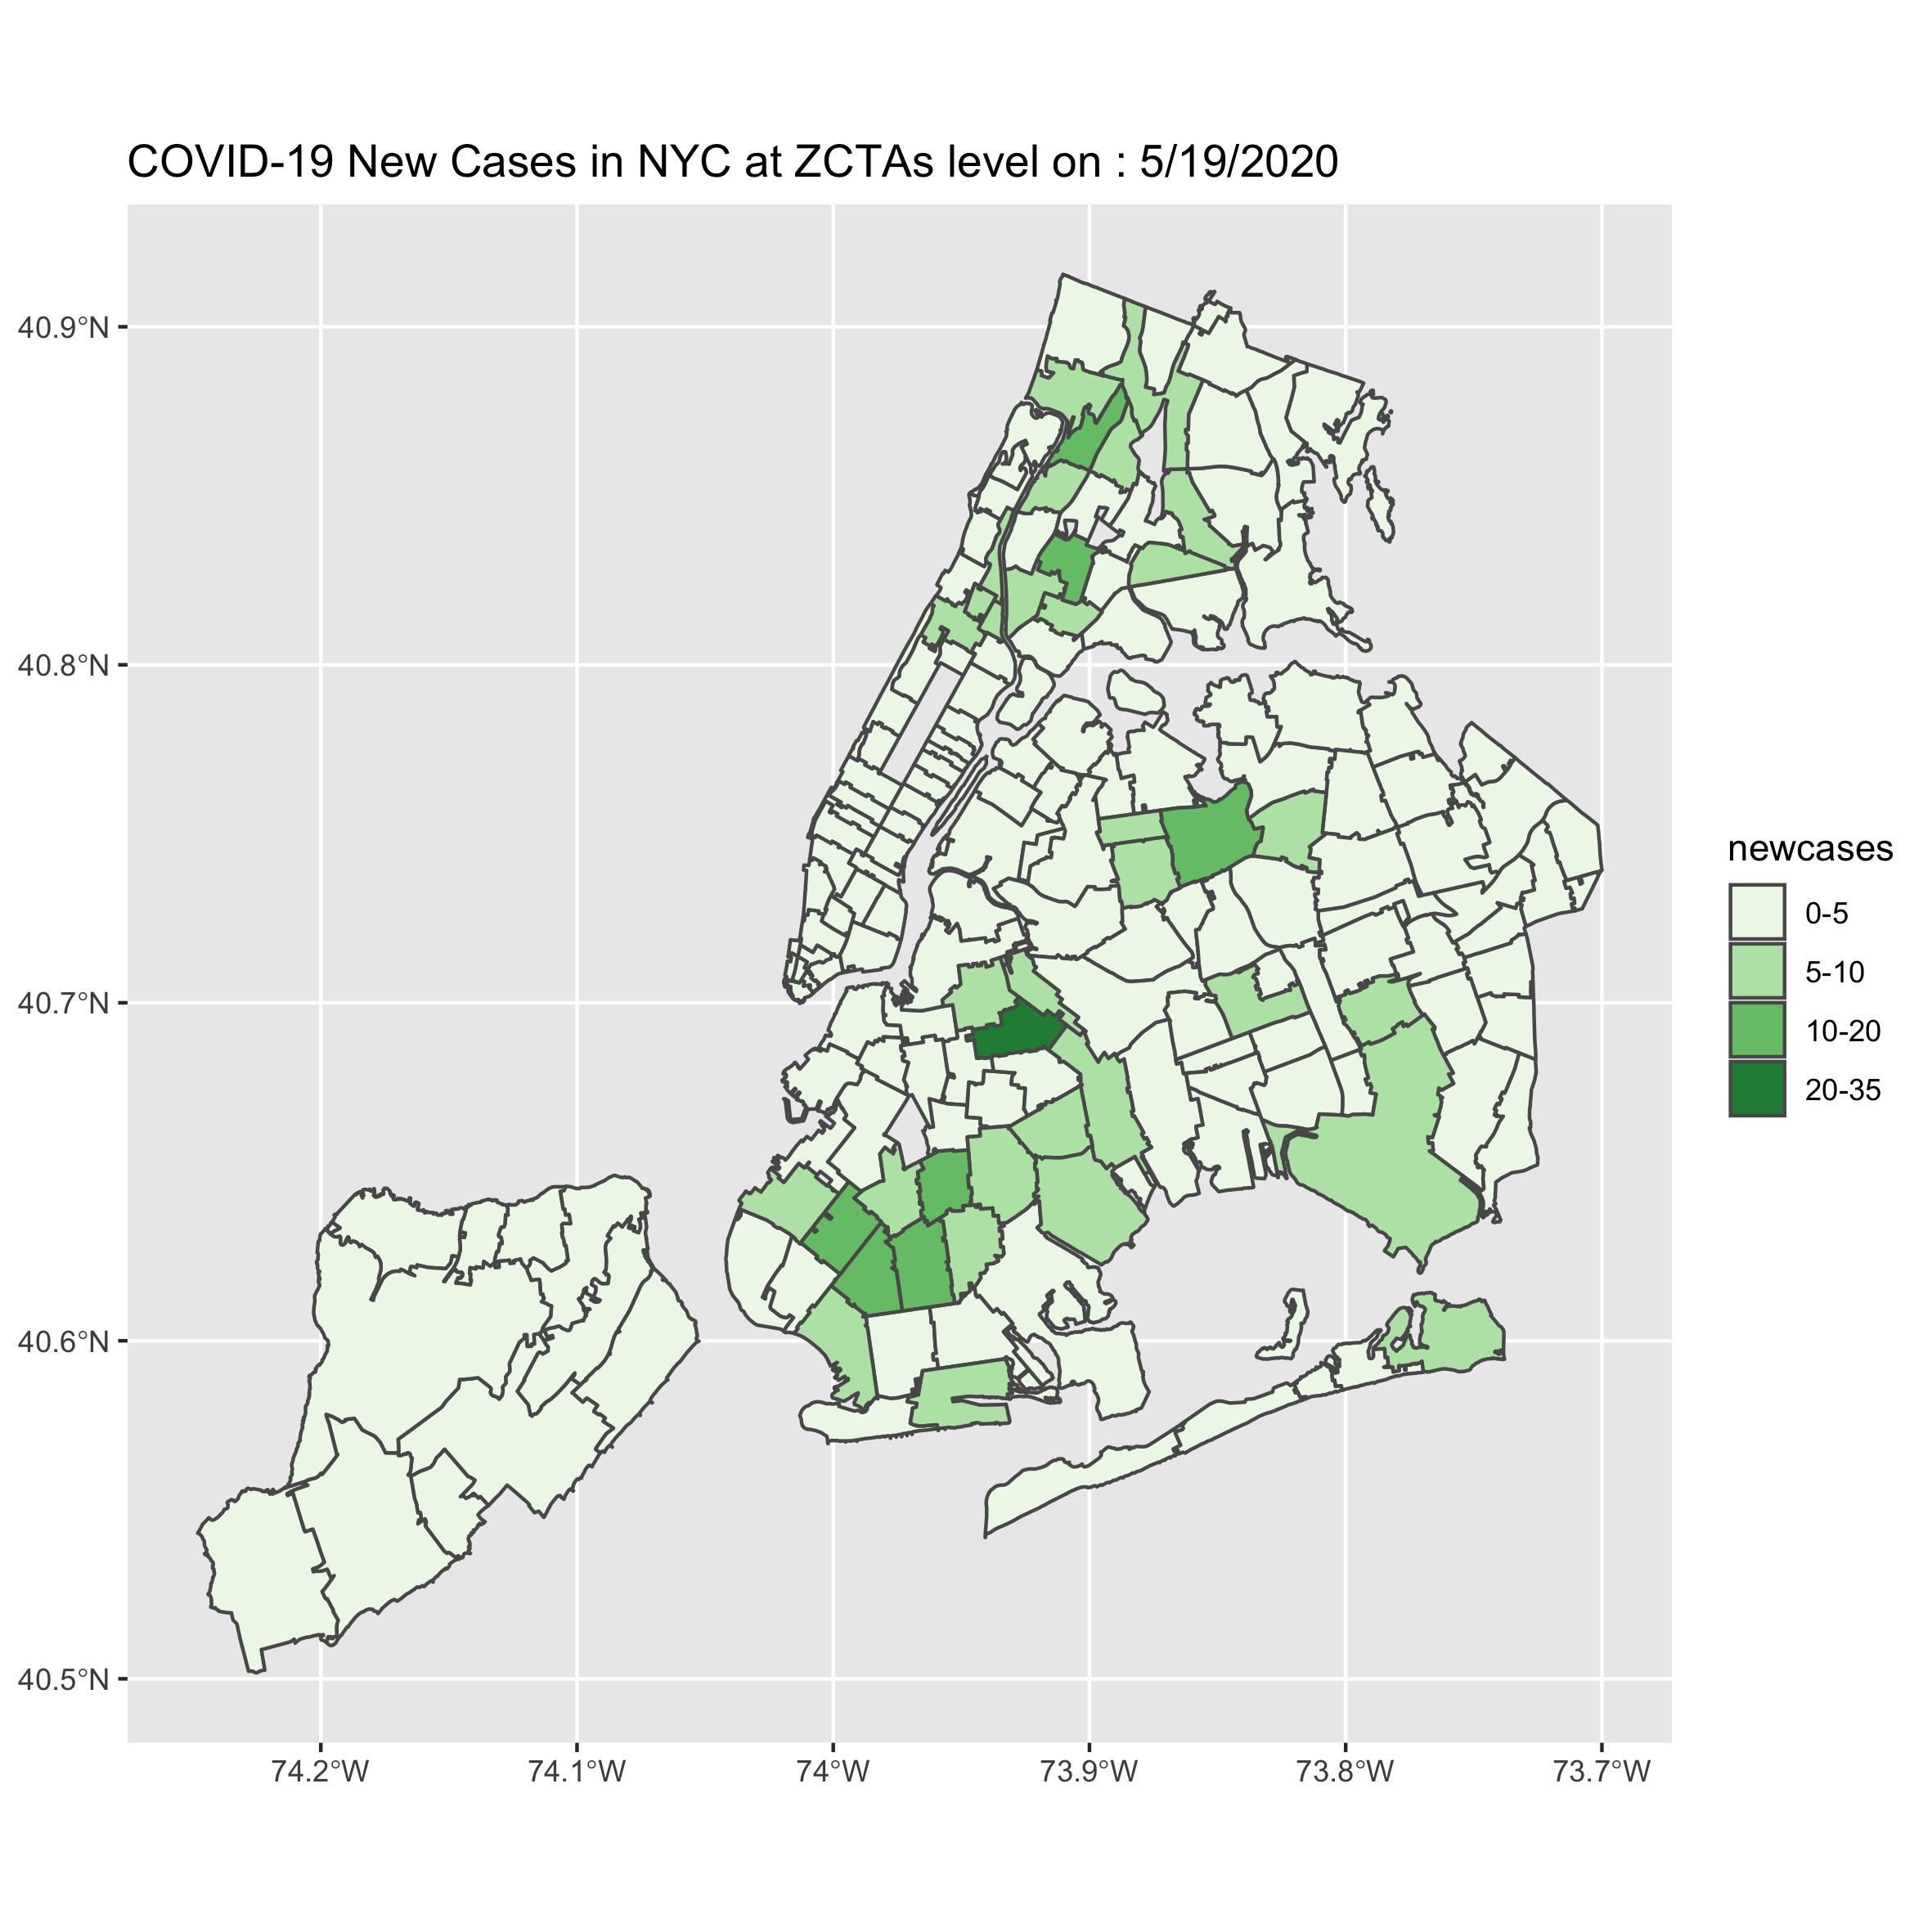 COVID-19 New Cases in NYC at ZCTAs level on : 5/19/2020
40.9°N
40.8°N
40.7°N
40.6°N
40.5°N
74.2°W
74.1°W
74°W
73.9°W
73.8°W
73.7°W
newcases
0-5
5-10
10-20
20-35